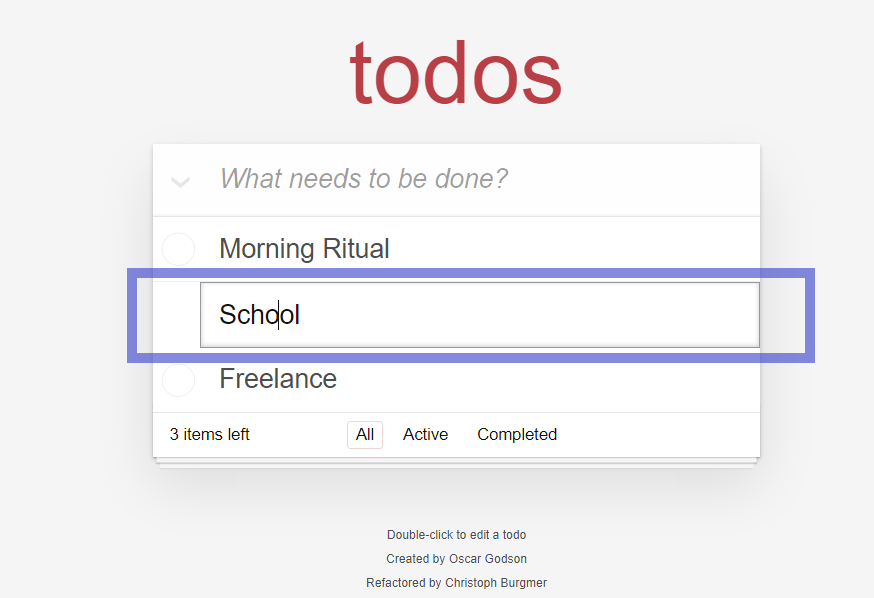 todos
What needs to be done?
Morning Ritual
School
Freelance
3 items left All Active Completed
Double-click to edit a todo
Created by Oscar Godson
Refactored by Christoph Burgmer